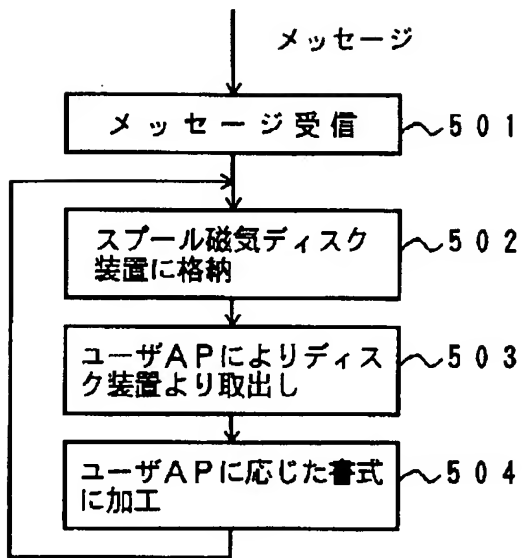 メッセージ
メッセージ受信
501
スプール磁気ディスク
装置に格納
502
ユーザAPによりディス
ク装置より取出し
503
ユーザAPに応じた書式
に加工
504